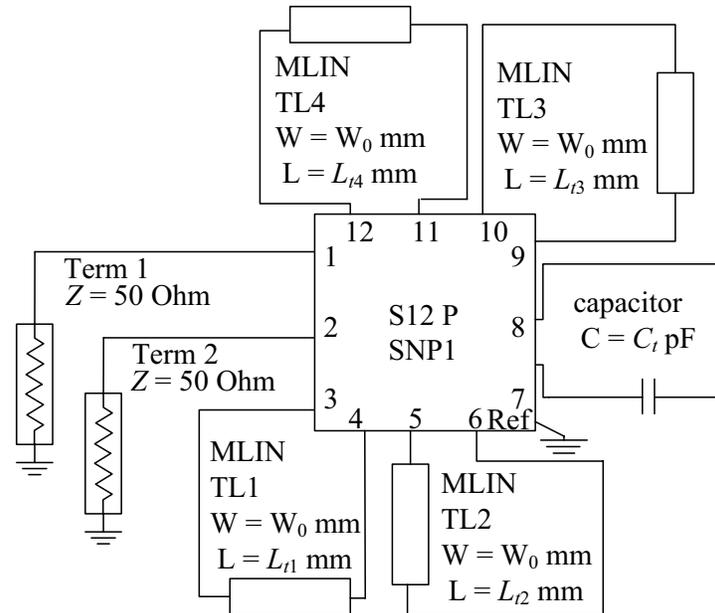 MLIN
TL4
W = W₀ mm
L = Lₜ₄ mm
MLIN
TL3
W = W₀ mm
L = Lₜ₃ mm
12
11
10
1
9
Term 1
Z = 50 Ohm
S12 P
SNP1
2
8
capacitor
C = Cₜ pF
Term 2
Z = 50 Ohm
3
4
5
6
Ref
7
MLIN
TL1
W = W₀ mm
L = Lₜ₁ mm
MLIN
TL2
W = W₀ mm
L = Lₜ₂ mm